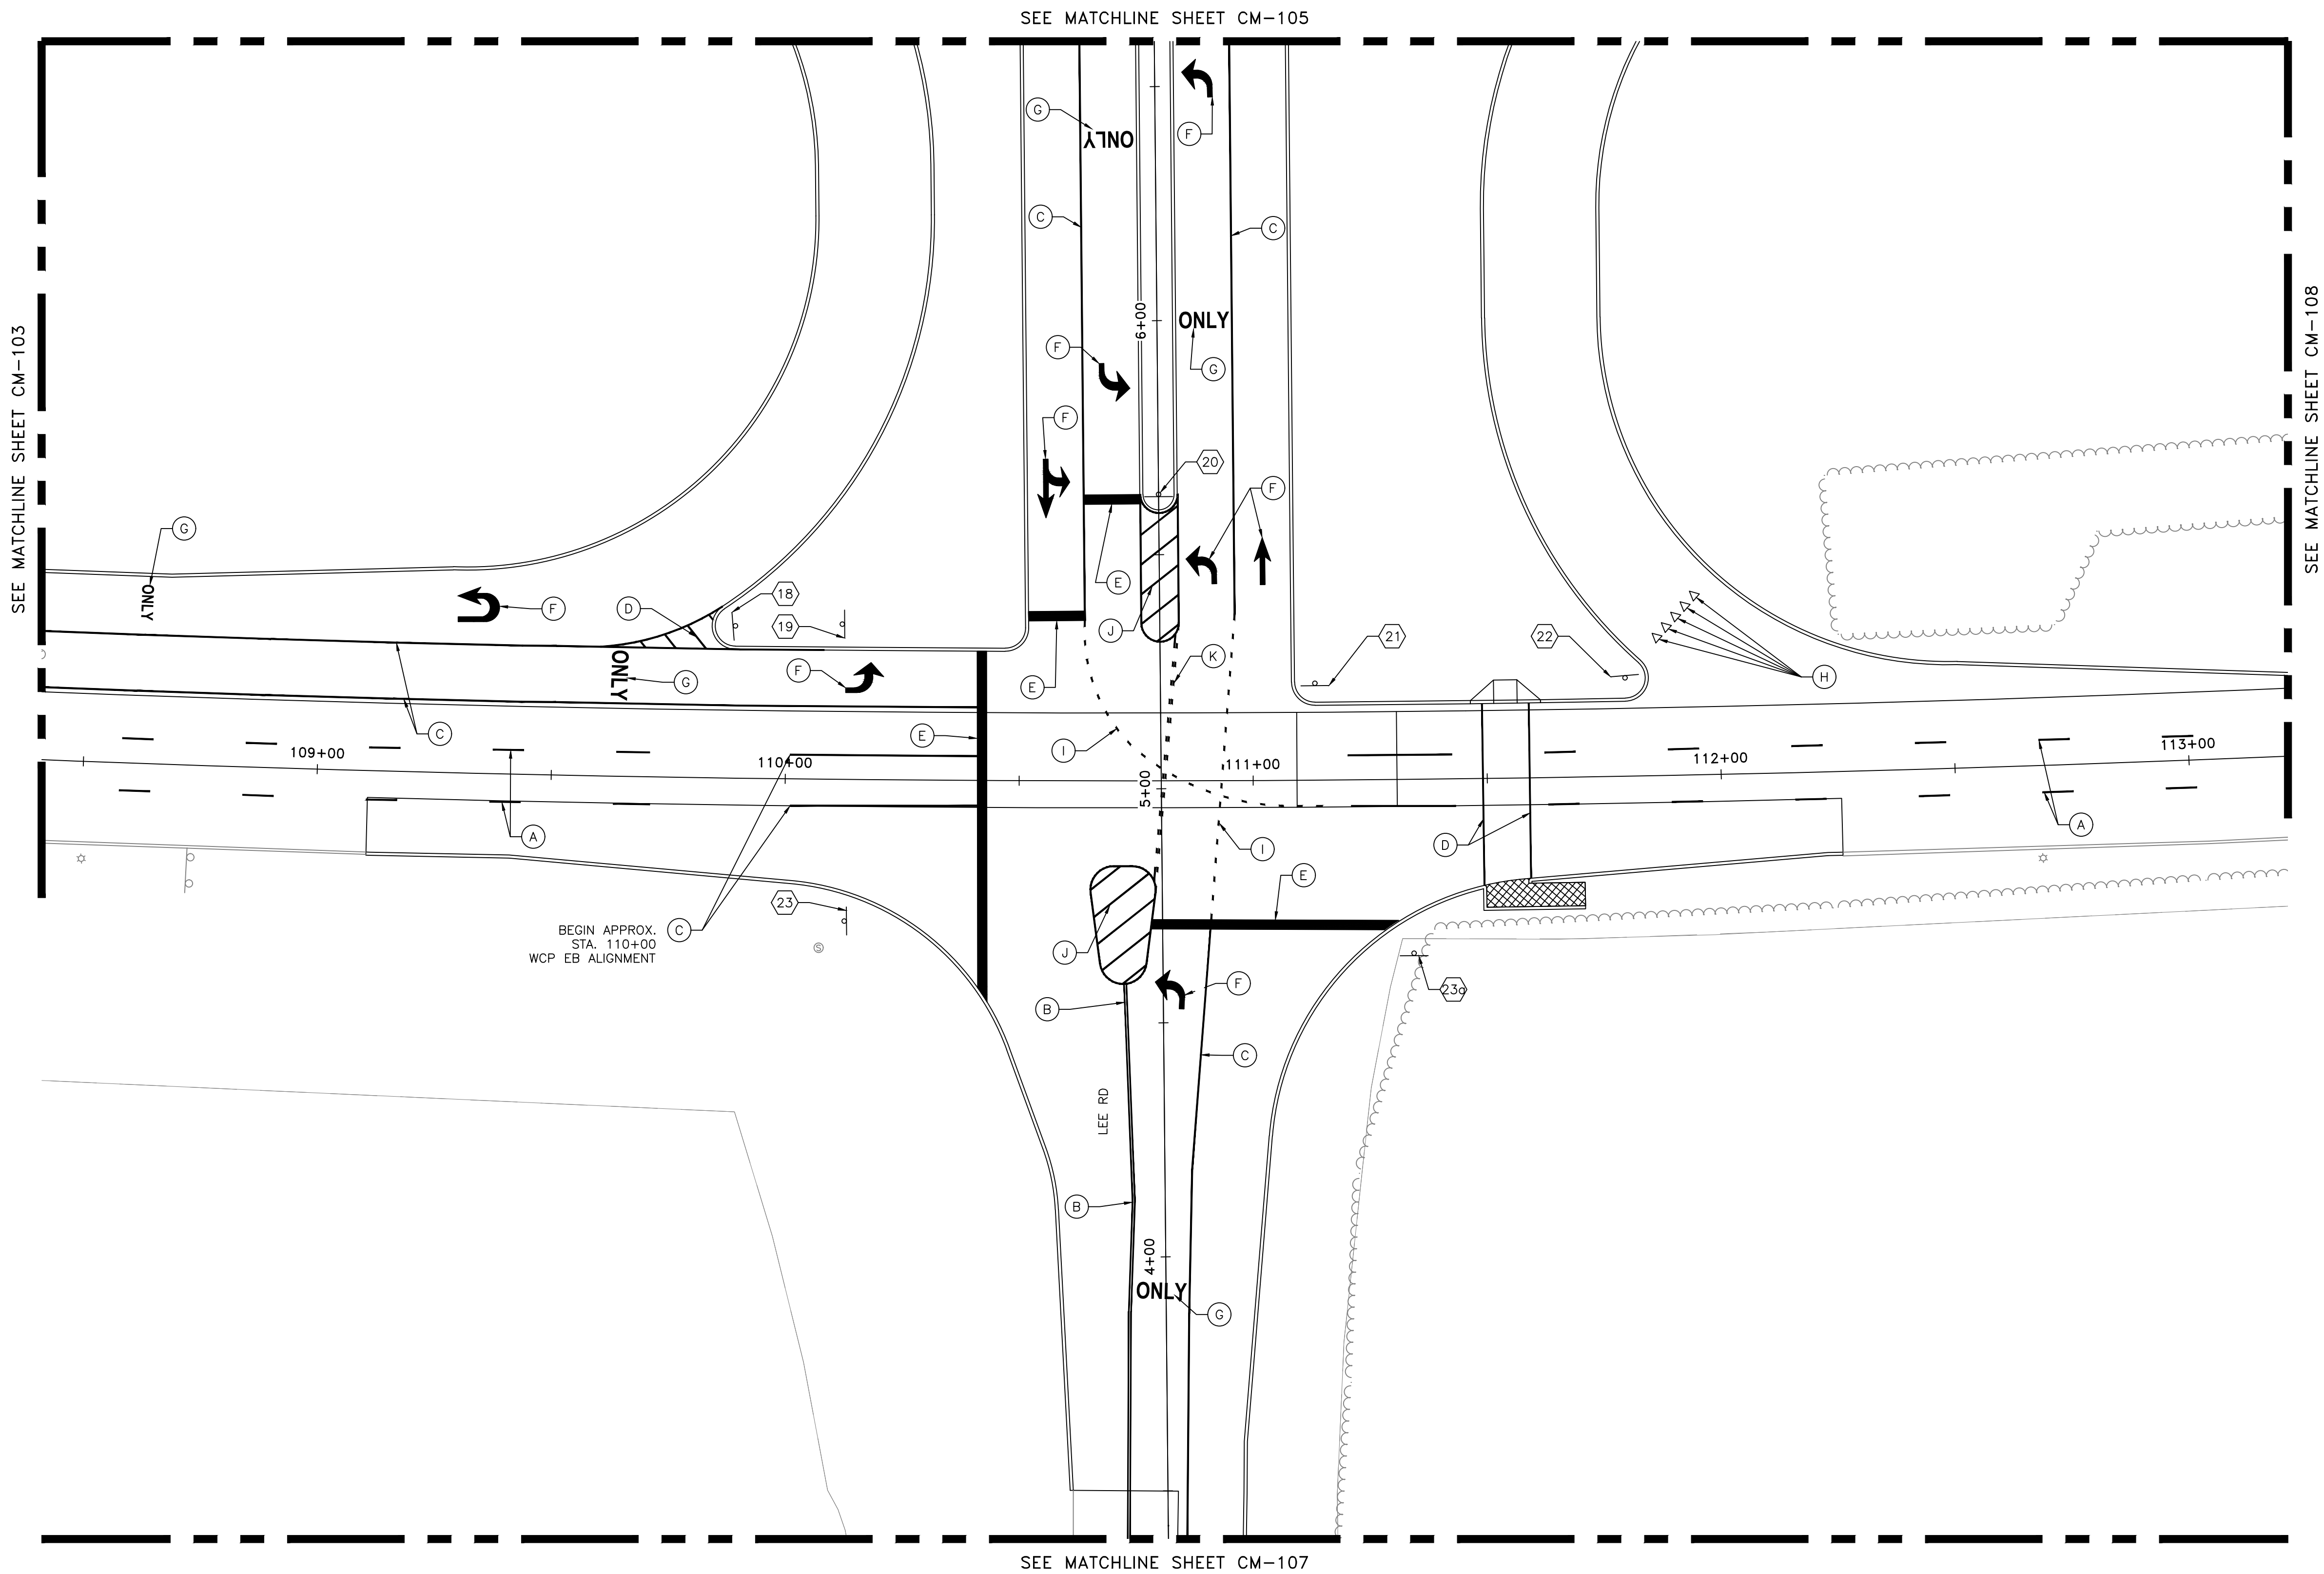 SEE MATCHLINE SHEET CM-105
SEE MATCHLINE SHEET CM-103
SEE MATCHLINE SHEET CM-108
F
G
ONLY
C
C
6+00
ONLY
G
F
F
20
F
G
ONLY
E
F
D
18
19
J
21
22
K
ONLY
G
F
E
H
C
E
I
109+00
110+00
5+00
111+00
112+00
113+00
A
A
D
I
E
23
BEGIN APPROX.
STA. 110+00
WCP EB ALIGNMENT
C
S
J
F
23a
B
C
LEE RD
B
4+00
ONLY
G
SEE MATCHLINE SHEET CM-107